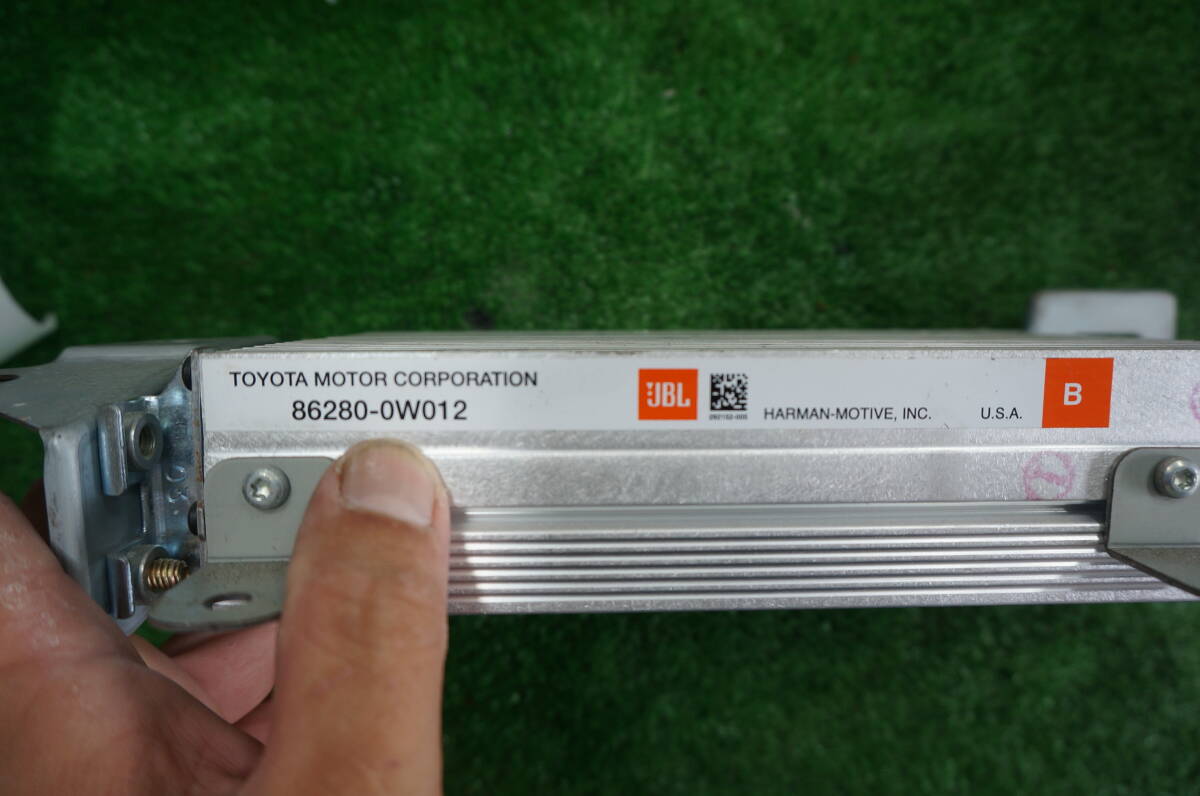 TOYOTA MOTOR CORPORATION
86280-0W012
JBL
HARMAN-MOTIVE, INC.
U.S.A.
B